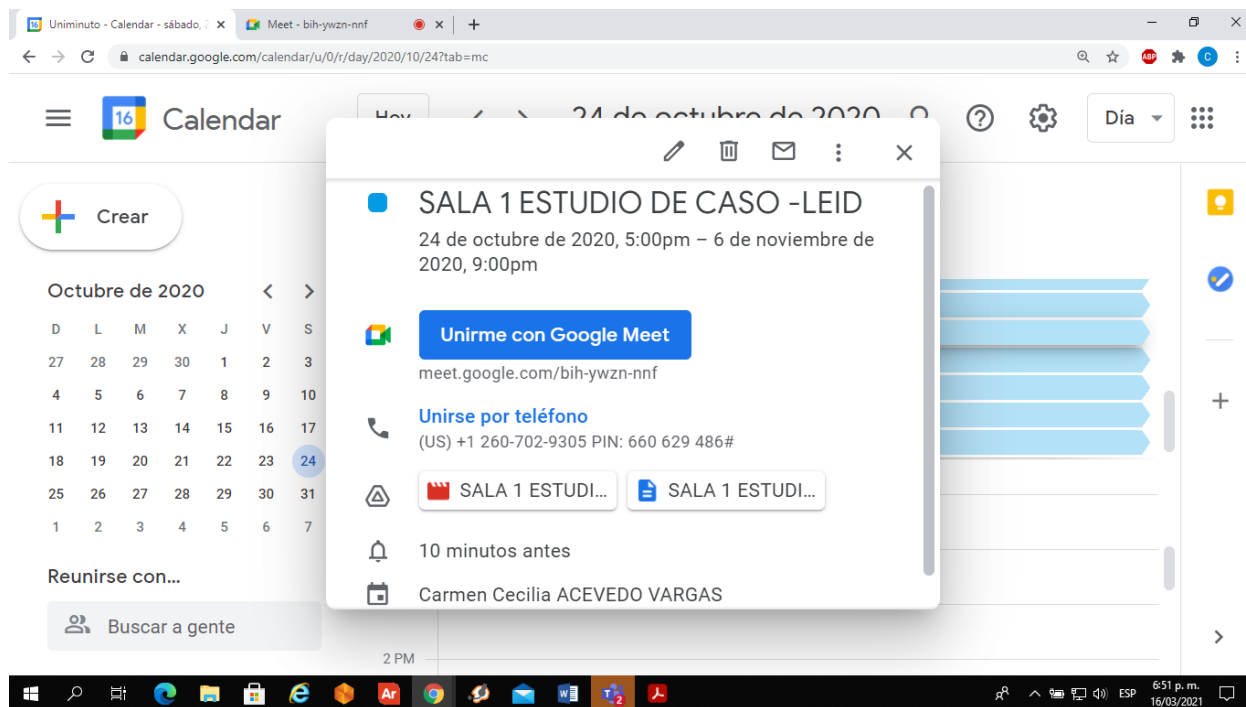 Uniminuto - Calendar - sábado, 2
Meet - bih-ywzn-nnf
calendar.google.com/calendar/u/0/r/day/2020/10/24?tab=mc
ABP
C
16
Calendar
Hoy
24 de octubre de 2020
Día
Crear
SALA 1 ESTUDIO DE CASO -LEID
24 de octubre de 2020, 5:00pm – 6 de noviembre de
2020, 9:00pm
Octubre de 2020
D L M X J V S
27 28 29 30 1 2 3
4 5 6 7 8 9 10
11 12 13 14 15 16 17
18 19 20 21 22 23 24
25 26 27 28 29 30 31
1 2 3 4 5 6 7
Unirme con Google Meet
meet.google.com/bih-ywzn-nnf
Unirse por teléfono
(US) +1 260-702-9305 PIN: 660 629 486#
SALA 1 ESTUDI...
SALA 1 ESTUDI...
10 minutos antes
Carmen Cecilia ACEVEDO VARGAS
Reunirse con...
Buscar a gente
2 PM
Ar
2
ESP
6:51 p. m.
16/03/2021